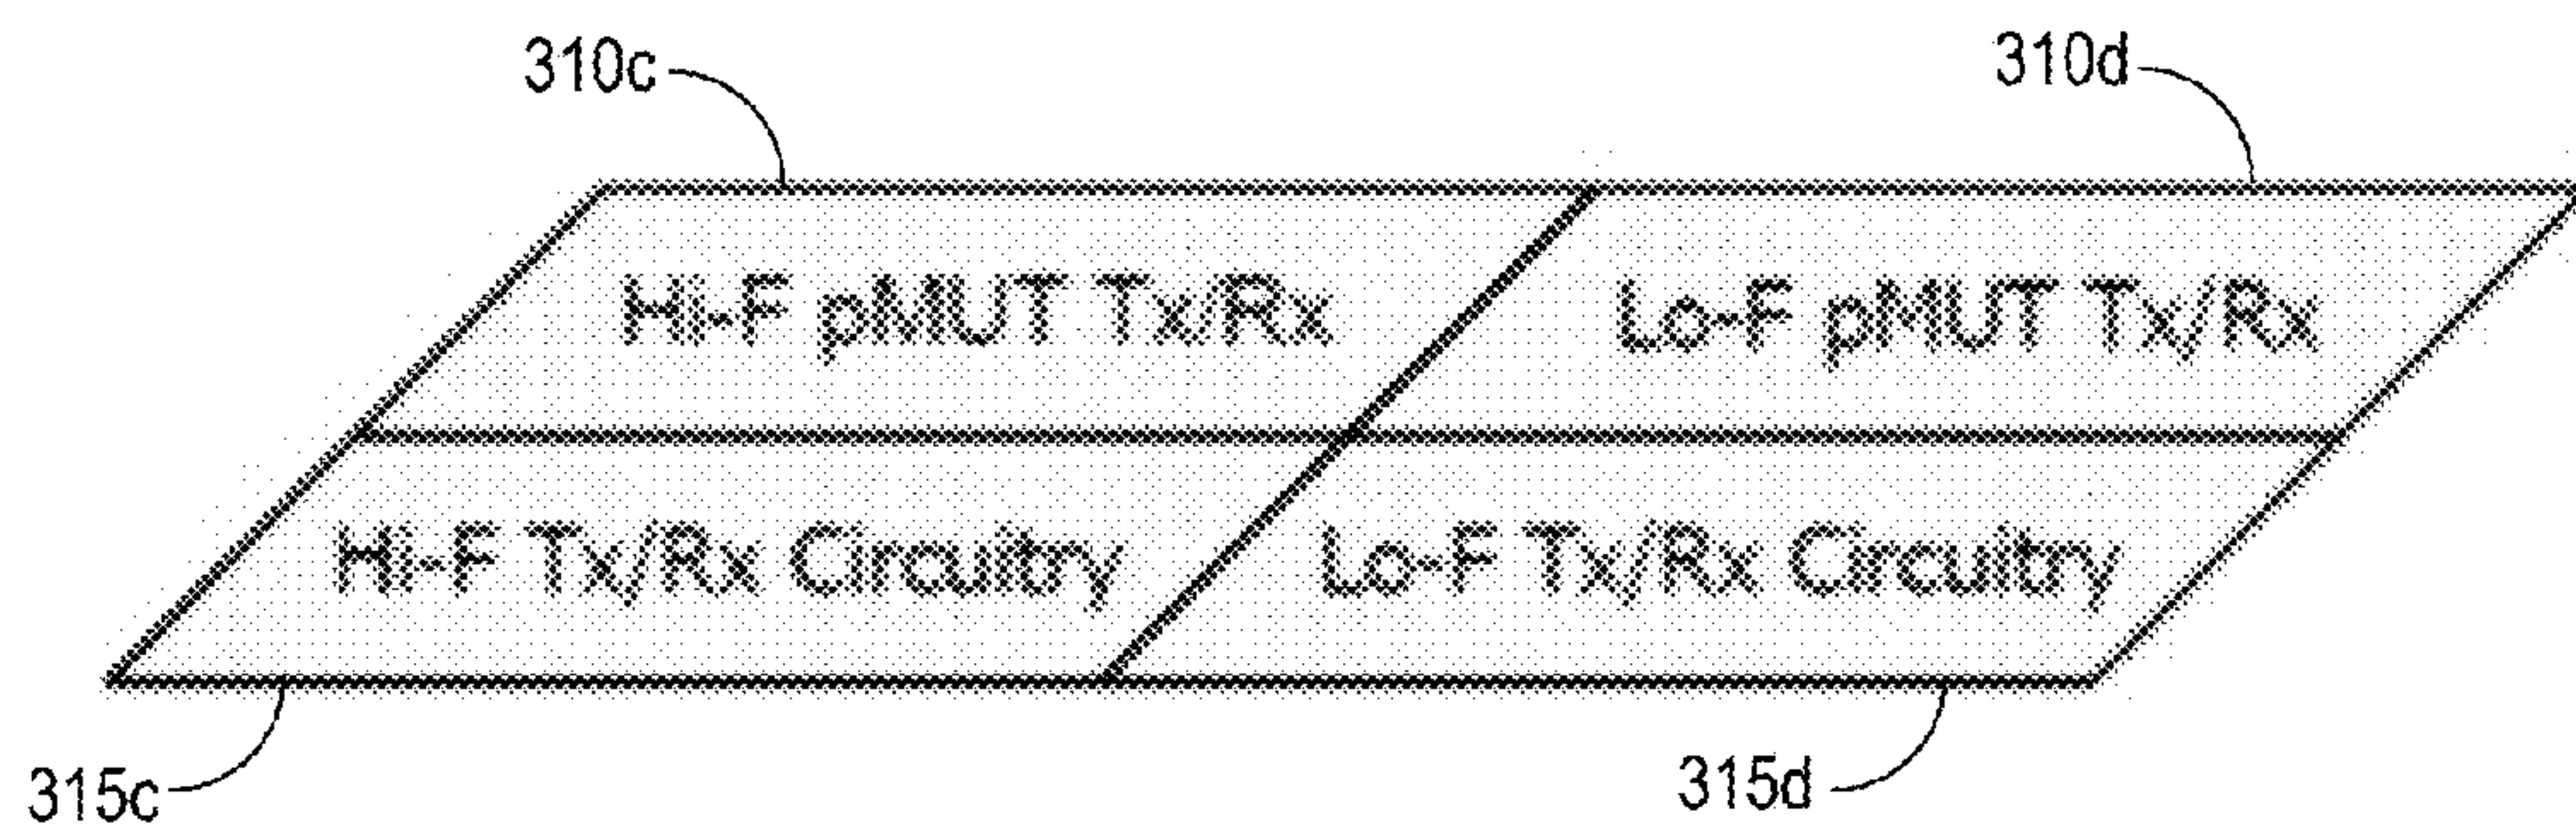 310c
310d
Hi-F pMUT Tx/Rx
Lo-F pMUT Tx/Rx
Hi-F Tx/Rx Circuitry
Lo-F Tx/Rx Circuitry
315c
315d